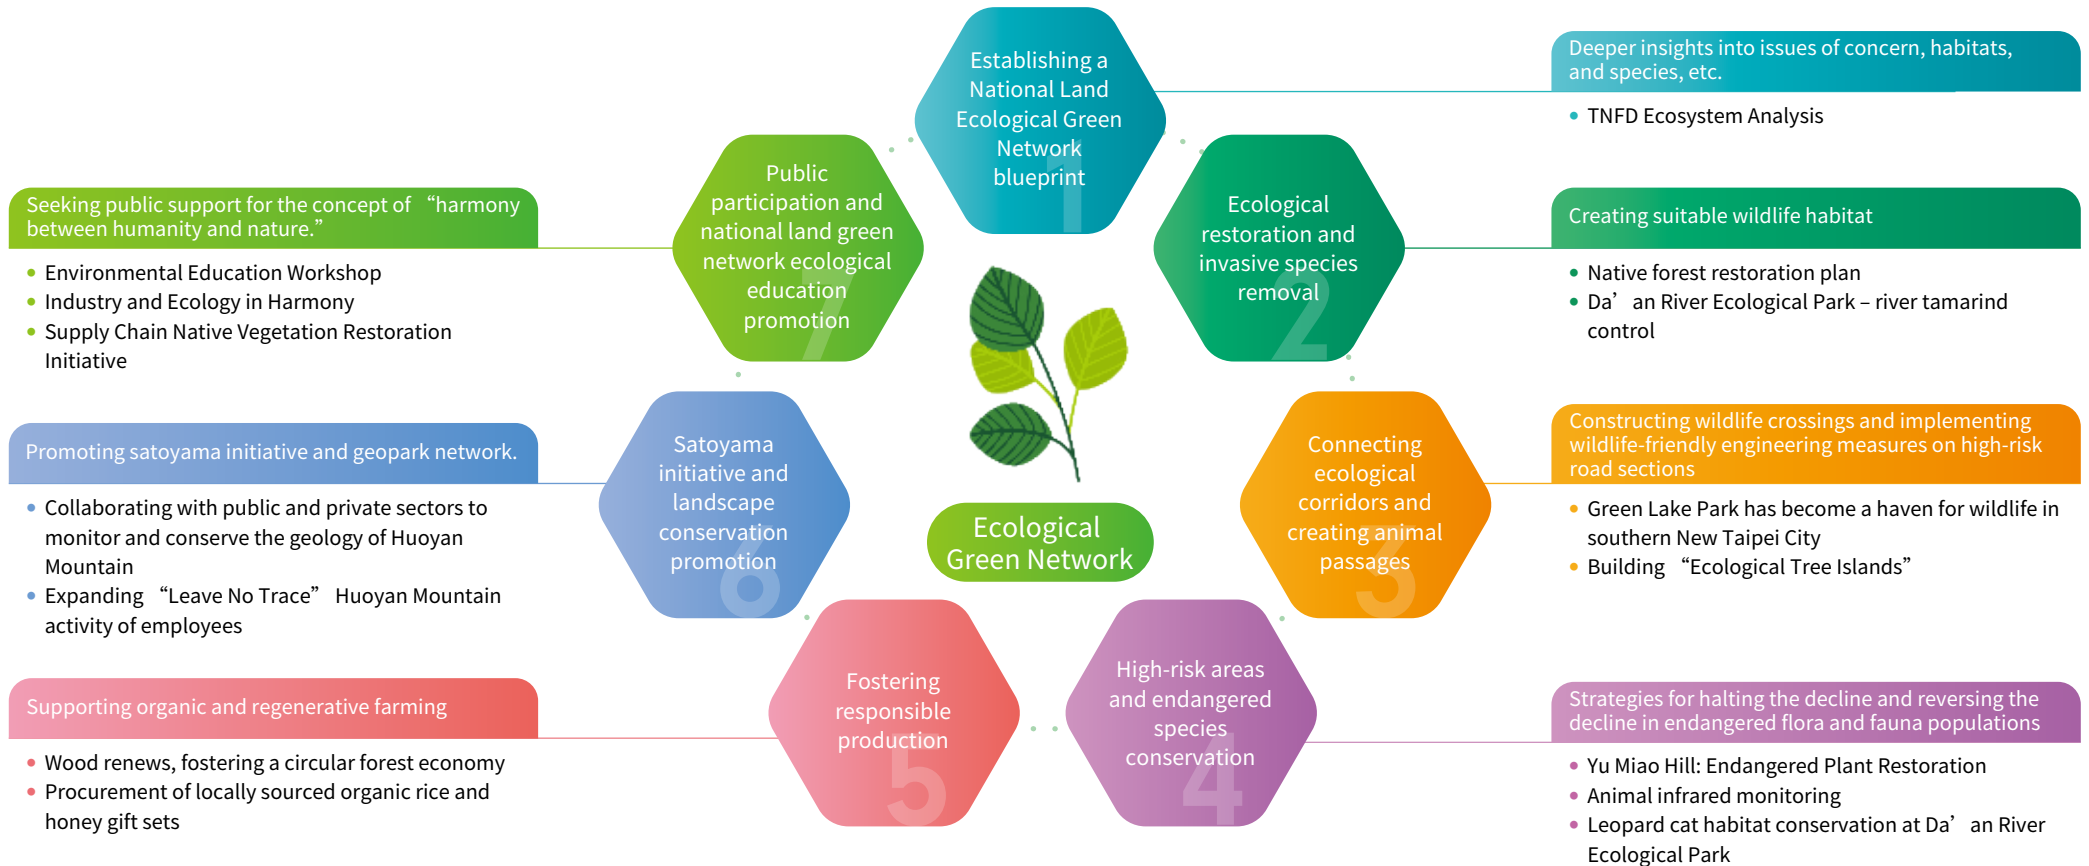 Establishing a
National Land
Ecological Green
Network
blueprint
1
Deeper insights into issues of concern, habitats,
and species, etc.
• TNFD Ecosystem Analysis
Ecological
restoration and
invasive species
removal
2
Creating suitable wildlife habitat
• Native forest restoration plan
• Da’an River Ecological Park – river tamarind
control
Connecting
ecological
corridors and
creating animal
passages
3
Constructing wildlife crossings and implementing
wildlife-friendly engineering measures on high-risk
road sections
• Green Lake Park has become a haven for wildlife in
southern New Taipei City
• Building “Ecological Tree Islands”
High-risk areas
and endangered
species
conservation
4
Strategies for halting the decline and reversing the
decline in endangered flora and fauna populations
• Yu Miao Hill: Endangered Plant Restoration
• Animal infrared monitoring
• Leopard cat habitat conservation at Da’an River
Ecological Park
Fostering
responsible
production
5
Supporting organic and regenerative farming
• Wood renews, fostering a circular forest economy
• Procurement of locally sourced organic rice and
honey gift sets
Satoyama
initiative and
landscape
conservation
promotion
6
Promoting satoyama initiative and geopark network.
• Collaborating with public and private sectors to
monitor and conserve the geology of Huoyan
Mountain
• Expanding “Leave No Trace” Huoyan Mountain
activity of employees
Public
participation and
national land green
network ecological
education
promotion
7
Seeking public support for the concept of “harmony
between humanity and nature.”
• Environmental Education Workshop
• Industry and Ecology in Harmony
• Supply Chain Native Vegetation Restoration
Initiative
Ecological
Green Network